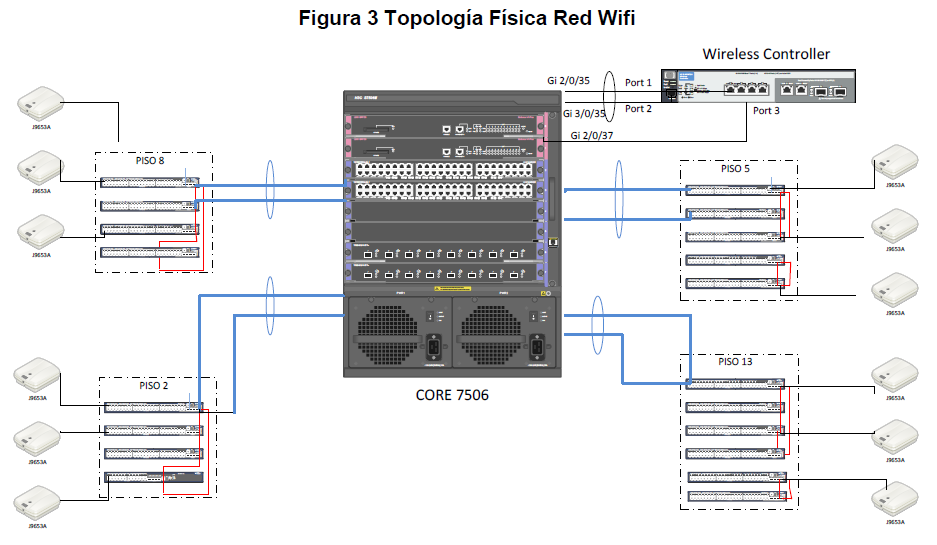 Figura 3 Topología Física Red Wifi
Wireless Controller
Gi 2/0/35
Port 1
Port 2
Gi 3/0/35
Port 3
Gi 2/0/37
J9653A
J9653A
J9653A
PISO 8
PISO 5
J9653A
J9653A
J9653A
CORE 7506
PISO 2
J9653A
J9653A
J9653A
PISO 13
J9653A
J9653A
J9653A